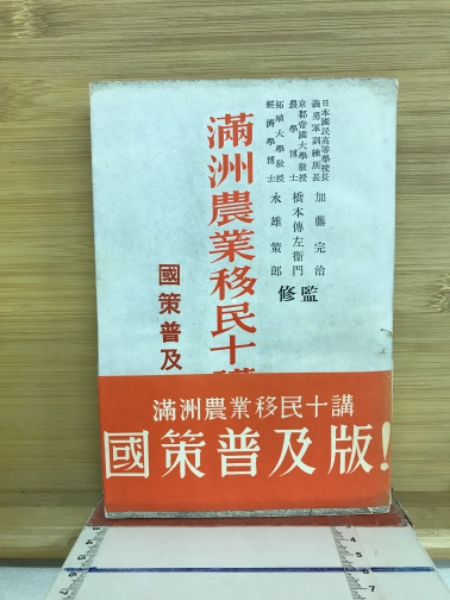 日本國民高等學校長
義勇軍訓練所長
加藤完治
京都帝國大學教授
農學博士
橋本傳左衞門
拓殖大學教授
經濟學博士
永雄策郎
監修
滿洲農業移民十講
國策普及
滿洲農業移民十講
國策普及版!